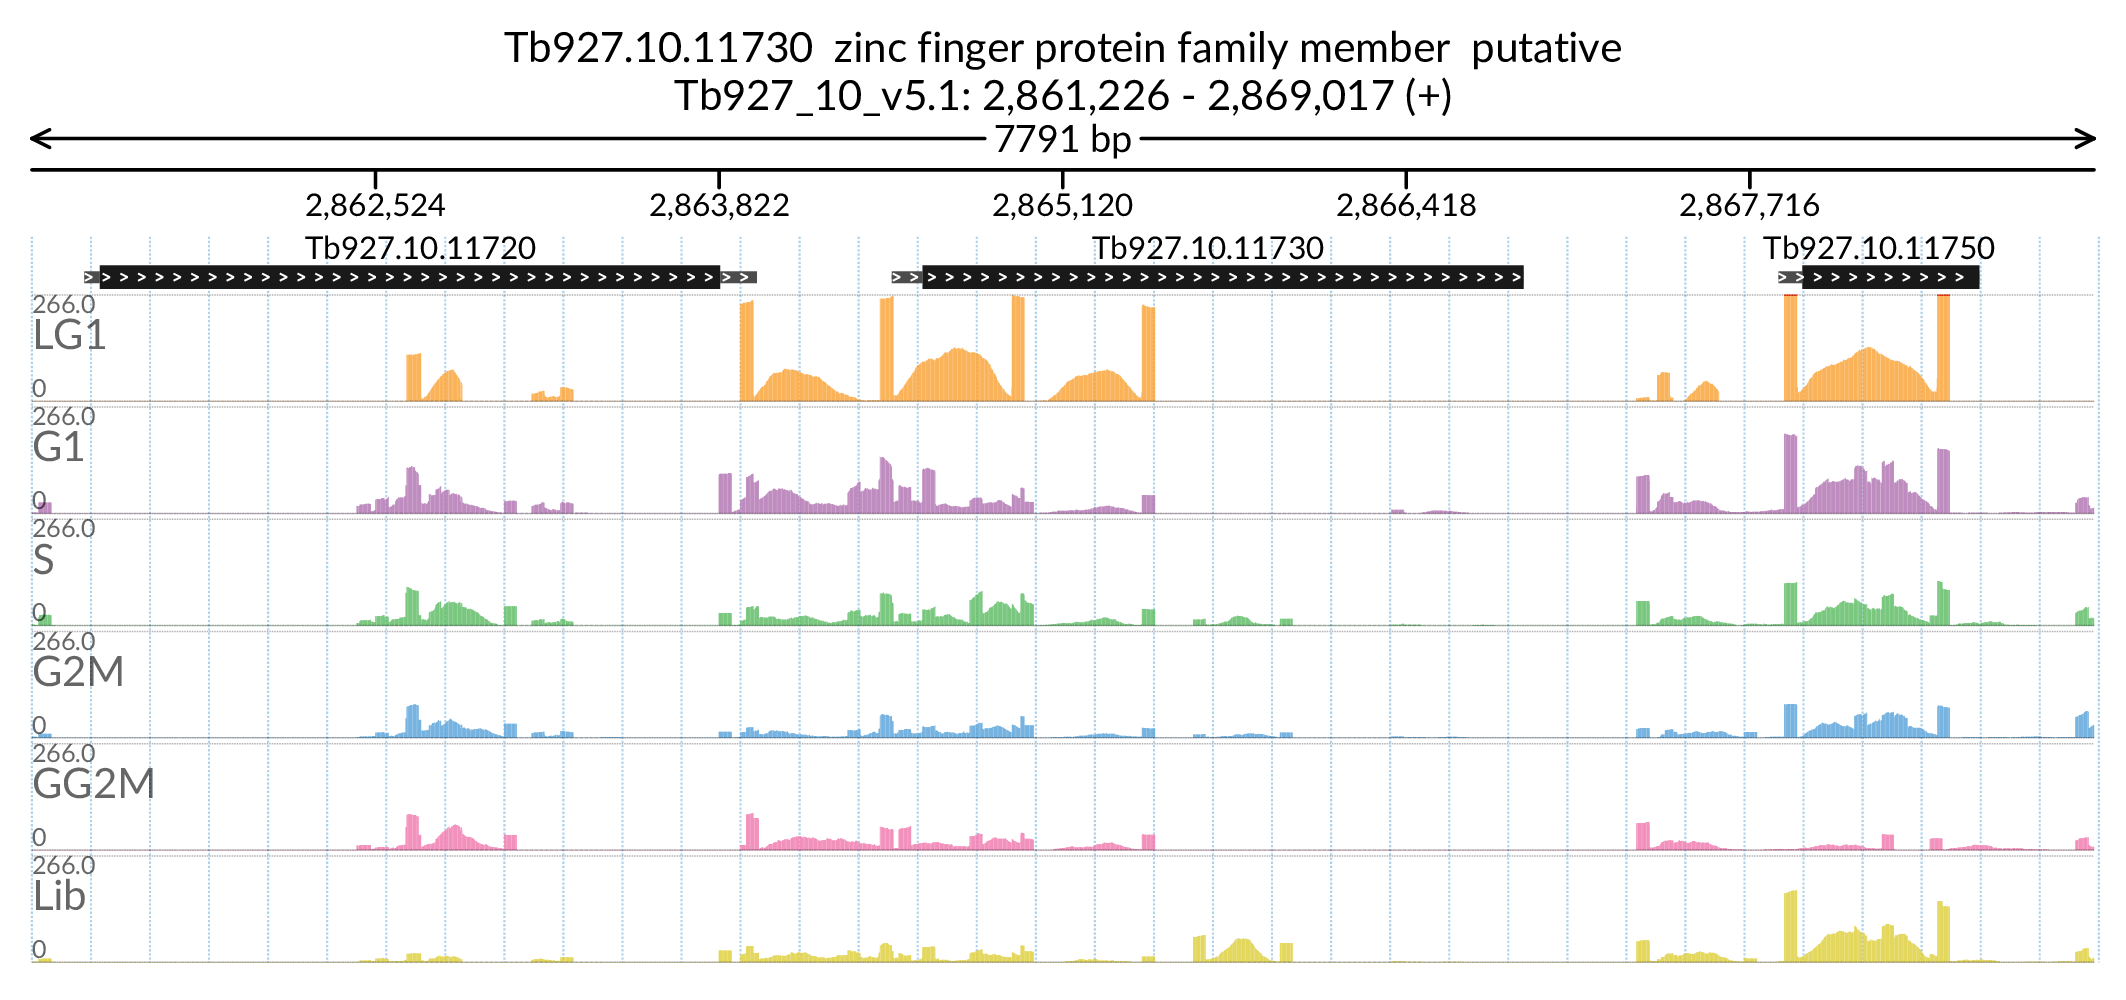 Tb927.10.11730  zinc finger protein family member  putative
Tb927_10_v5.1: 2,861,226 - 2,869,017 (+)
7791 bp
2,862,524 2,863,822 2,865,120 2,866,418 2,867,716
Tb927.10.11720 Tb927.10.11730 Tb927.10.11750
266.0
LG1
0
266.0
G1
0
266.0
S
0
266.0
G2M
0
266.0
GG2M
0
266.0
Lib
0